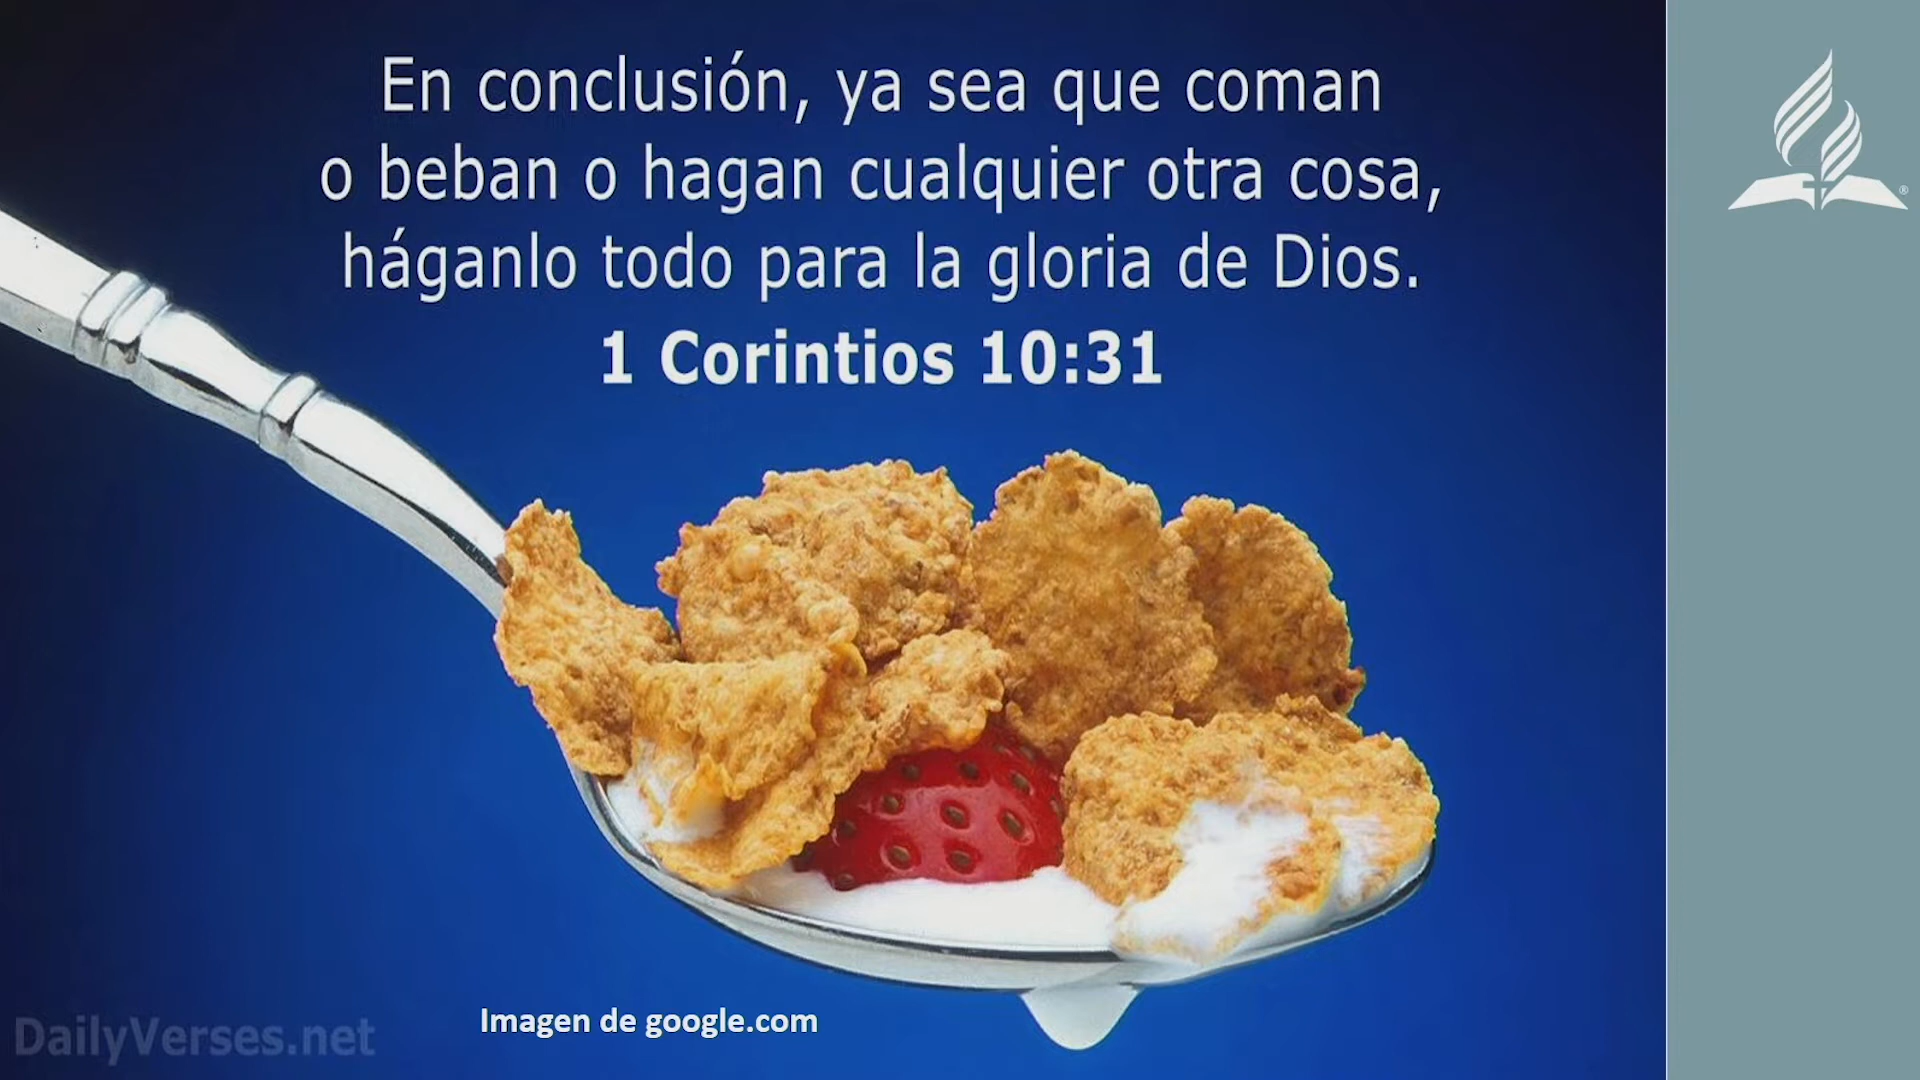 En conclusión, ya sea que coman
o beban o hagan cualquier otra cosa,
háganlo todo para la gloria de Dios.
1 Corintios 10:31
DailyVerses.net
Imagen de google.com
®